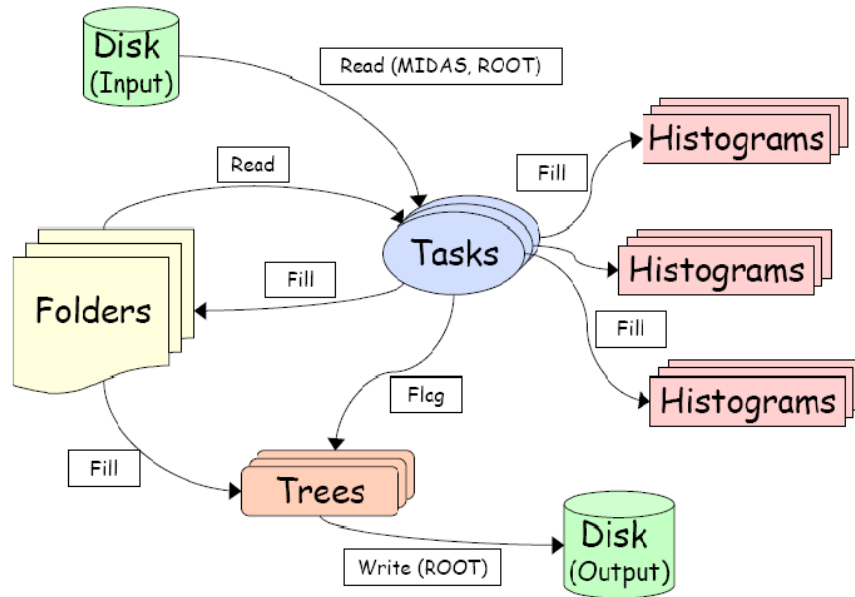 Disk
(Input)
Read (MIDAS, ROOT)
Histograms
Read
Fill
Tasks
Histograms
Fill
Folders
Fill
Histograms
Flag
Fill
Trees
Disk
(Output)
Write (ROOT)